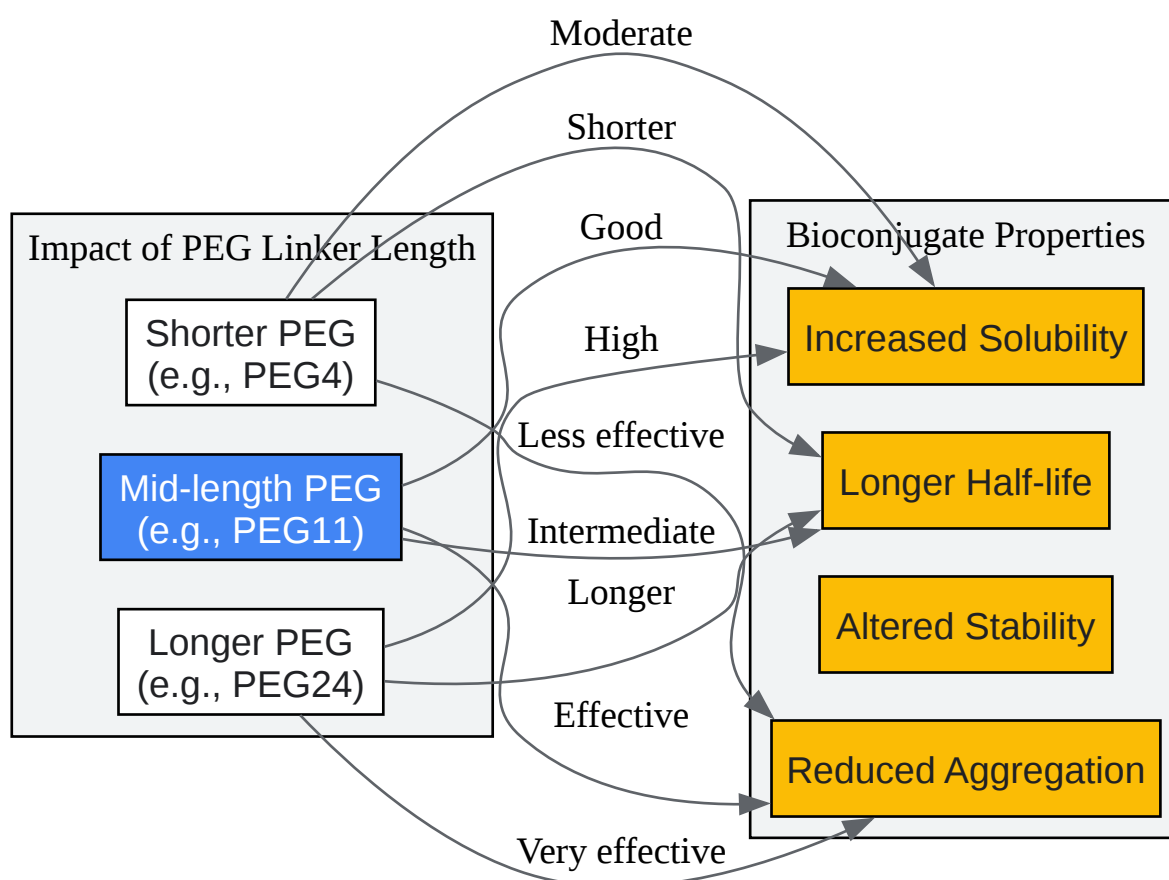 Moderate
Shorter
Good
High
Less effective
Intermediate
Longer
Effective
Very effective
Impact of PEG Linker Length
Shorter PEG
(e.g., PEG4)
Mid-length PEG
(e.g., PEG11)
Longer PEG
(e.g., PEG24)
Bioconjugate Properties
Increased Solubility
Longer Half-life
Altered Stability
Reduced Aggregation